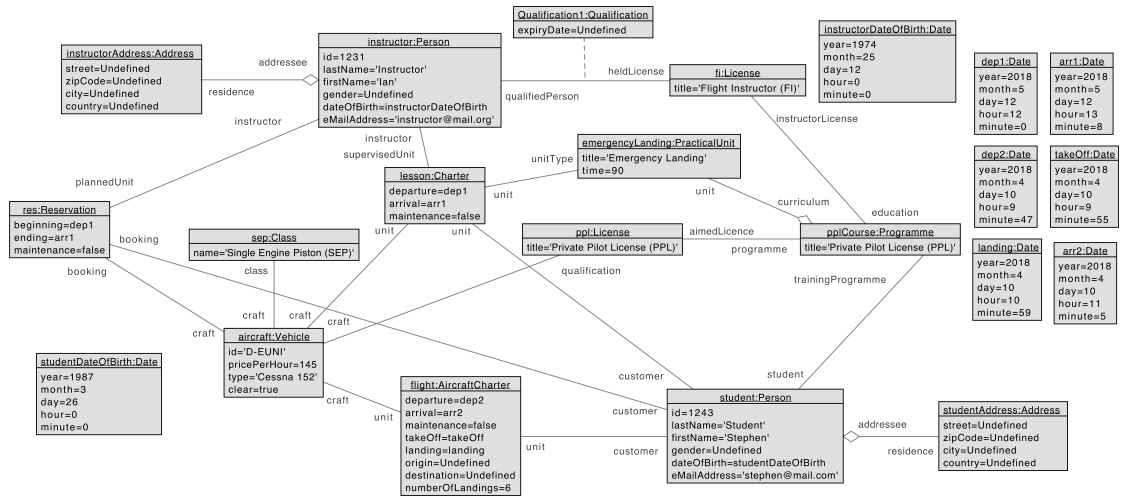 Qualification1:Qualification
expiryDate=Undefined
instructorAddress:Address
street=Undefined
zipCode=Undefined
city=Undefined
country=Undefined
addressee
residence
instructor:Person
id=1231
lastName='Instructor'
firstName='Ian'
gender=Undefined
dateOfBirth=instructorDateOfBirth
eMailAddress='instructor@mail.org'
heldLicense
qualifiedPerson
fi:License
title='Flight Instructor (FI)'
instructorLicense
instructorDateOfBirth:Date
year=1974
month=25
day=12
hour=0
minute=0
dep1:Date
year=2018
month=5
day=12
hour=12
minute=0
arr1:Date
year=2018
month=5
day=12
hour=13
minute=8
instructor
instructor
supervisedUnit
plannedUnit
emergencyLanding:PracticalUnit
title='Emergency Landing'
time=90
unitType
unit
unit
curriculum
education
dep2:Date
year=2018
month=4
day=10
hour=9
minute=47
takeOff:Date
year=2018
month=4
day=10
hour=9
minute=55
lesson:Charter
departure=dep1
arrival=arr1
maintenance=false
unit
unit
res:Reservation
beginning=dep1
ending=arr1
maintenance=false
booking
booking
sep:Class
name='Single Engine Piston (SEP)'
class
ppl:License
title='Private Pilot License (PPL)'
aimedLicence
programme
qualification
pplCourse:Programme
title='Private Pilot License (PPL)'
trainingProgramme
landing:Date
year=2018
month=4
day=10
hour=10
minute=59
arr2:Date
year=2018
month=4
day=10
hour=11
minute=5
craft
craft
craft
craft
aircraft:Vehicle
id='D-EUNI'
pricePerHour=145
type='Cessna 152'
clear=true
craft
unit
studentDateOfBirth:Date
year=1987
month=3
day=26
hour=0
minute=0
flight:AircraftCharter
departure=dep2
arrival=arr2
maintenance=false
takeOff=takeOff
landing=landing
origin=Undefined
destination=Undefined
numberOfLandings=6
unit
customer
customer
customer
student
student:Person
id=1243
lastName='Student'
firstName='Stephen'
gender=Undefined
dateOfBirth=studentDateOfBirth
eMailAddress='stephen@mail.com'
addressee
residence
studentAddress:Address
street=Undefined
zipCode=Undefined
city=Undefined
country=Undefined